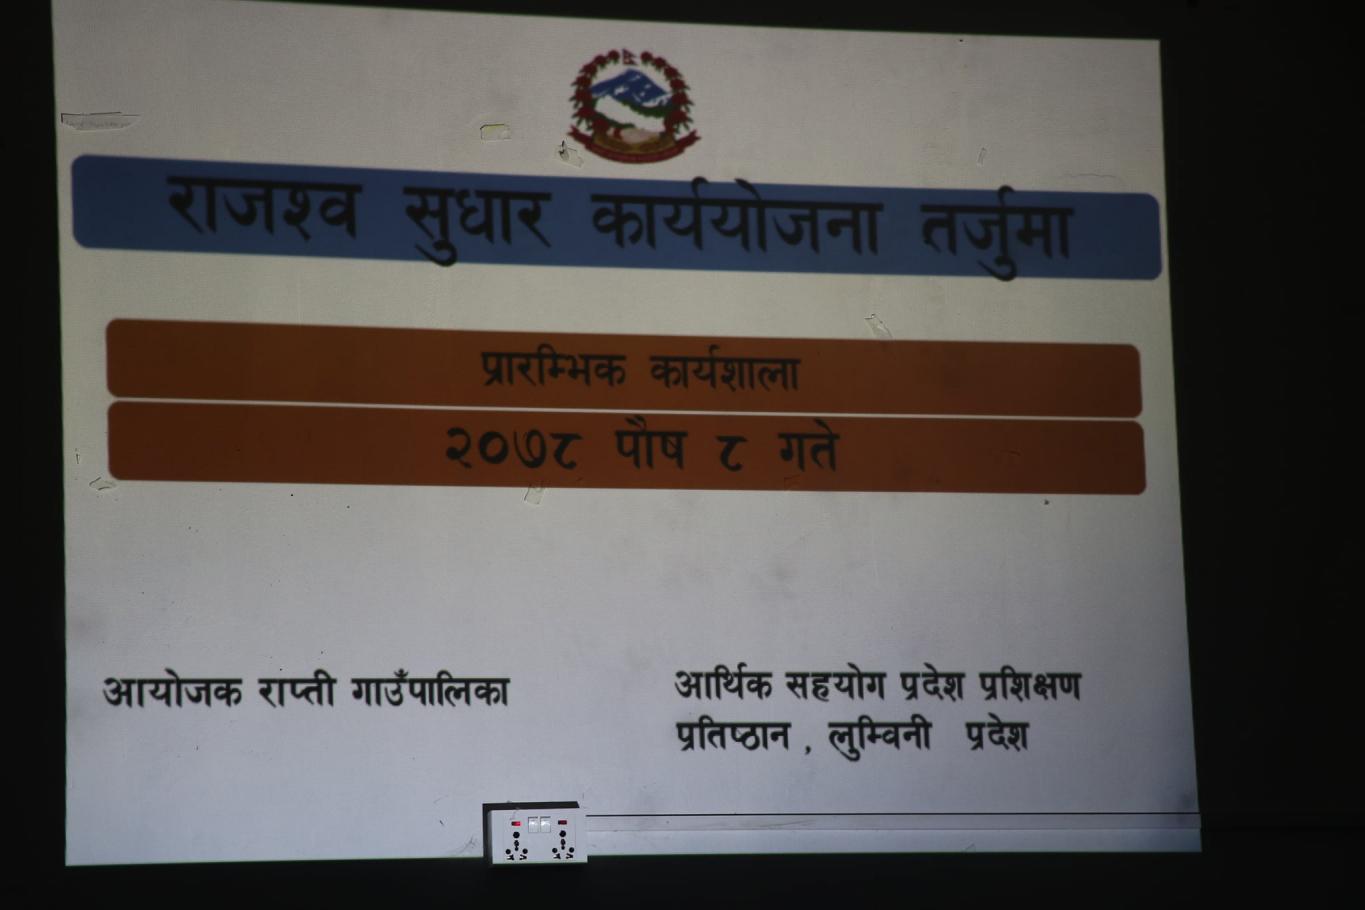 राजश्व सुधार कार्ययोजना तर्जुमा
प्रारम्भिक कार्यशाला
२०७८ पौष ८ गते
आयोजक राप्ती गाउँपालिका
आर्थिक सहयोग प्रदेश प्रशिक्षण
प्रतिष्ठान , लुम्विनी प्रदेश